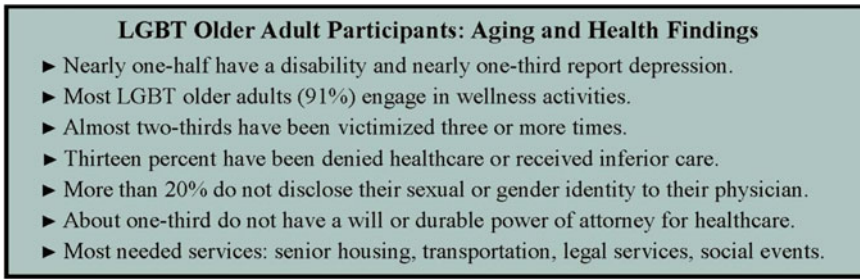 LGBT Older Adult Participants: Aging and Health Findings
► Nearly one-half have a disability and nearly one-third report depression.
► Most LGBT older adults (91%) engage in wellness activities.
► Almost two-thirds have been victimized three or more times.
► Thirteen percent have been denied healthcare or received inferior care.
► More than 20% do not disclose their sexual or gender identity to their physician.
► About one-third do not have a will or durable power of attorney for healthcare.
► Most needed services: senior housing, transportation, legal services, social events.